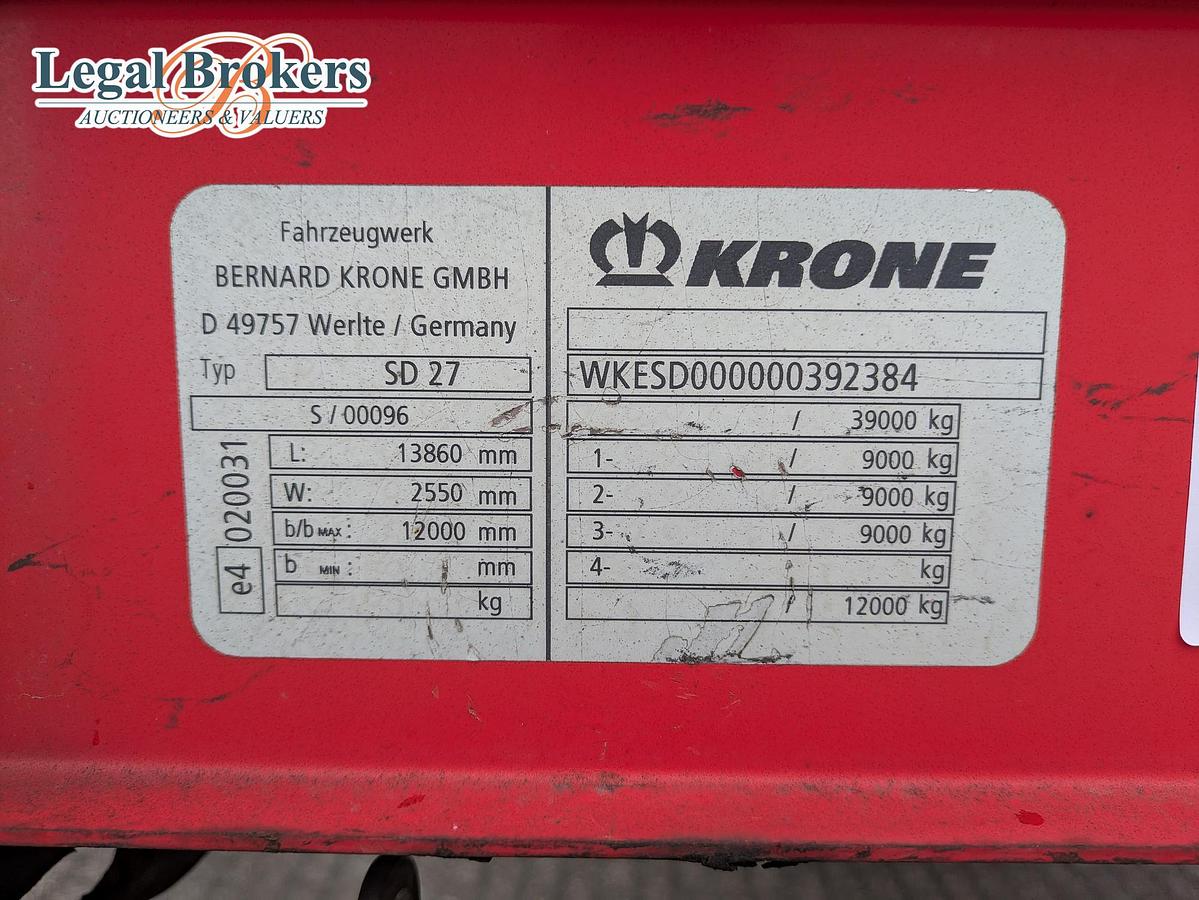 Legal Brokers
AUCTIONEERS & VALUERS
Fahrzeugwerk
BERNARD KRONE GMBH
D 49757 Werlte / Germany
Typ SD 27
S / 00096
e4 020031
L: 13860 mm
W: 2550 mm
b/b MAX : 12000 mm
b MIN : mm
kg
KRONE
WKESD000000392384
/ 39000 kg
1- / 9000 kg
2- / 9000 kg
3- / 9000 kg
4- kg
/ 12000 kg